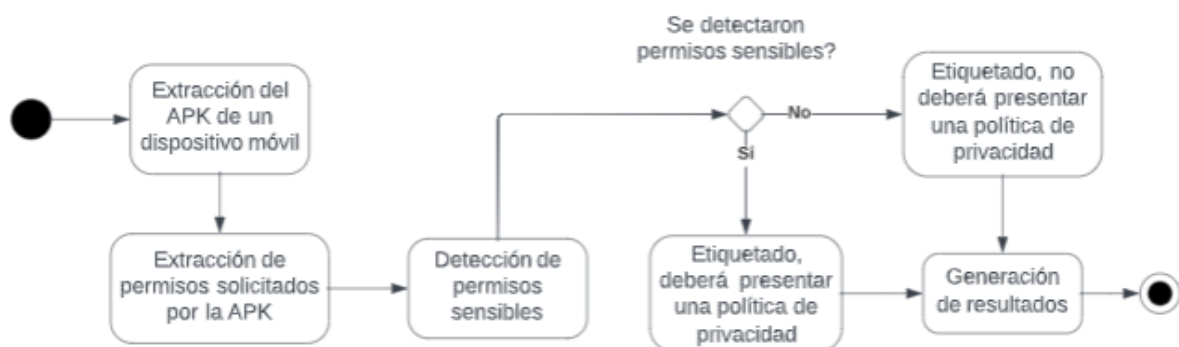 Extracción del
APK de un
dispositivo móvil
Extracción de
permisos solicitados
por la APK
Detección de
permisos
sensibles
Se detectaron
permisos sensibles?
No
Sí
Etiquetado, no
deberá presentar
una política de
privacidad
Etiquetado,
deberá presentar
una política de
privacidad
Generación
de resultados